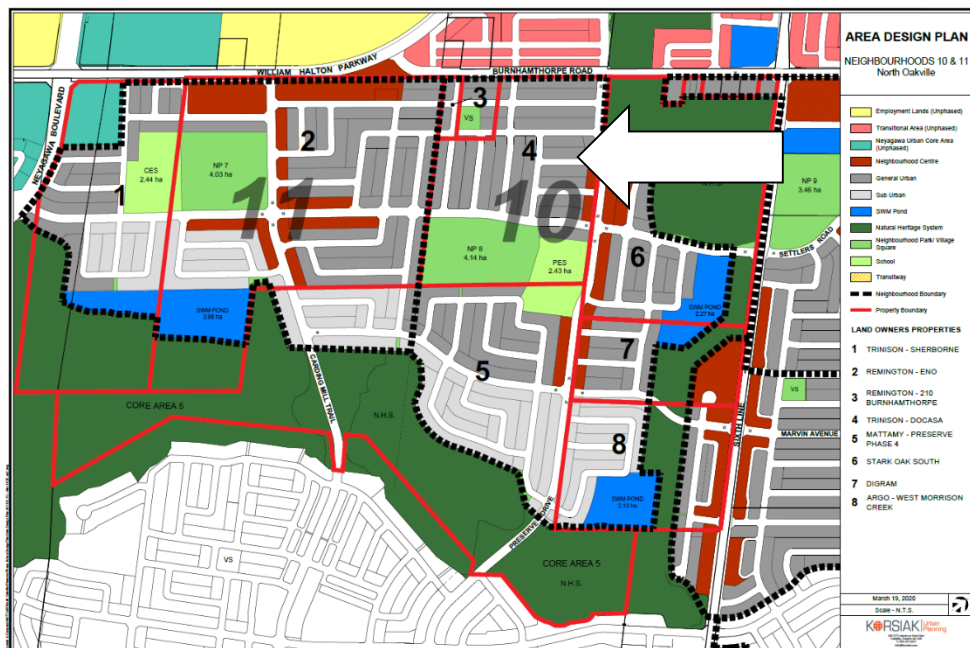 WILLIAM HALTON PARKWAY
BURNHAMTHORPE ROAD
NEYAGAWA BOULEVARD
1
CES
2.44 ha
NP 7
4.03 ha
2
11
3
VS
4
10
NP 8
4.14 ha
PES
2.43 ha
6
NP 9
3.46 ha
SETTLERS ROAD
SWM POND
2.27 ha
SWM POND
5
7
8
CARDING MILL TRAIL
CORE AREA 5
N.H.S.
SIXTH LINE
VS
MARVIN AVENUE
SWM POND
PRESERVE DRIVE
CORE AREA 5
N.H.S.
VS
AREA DESIGN PLAN
NEIGHBOURHOODS 10 & 11
North Oakville
Employment Lands (Unphased)
Transitional Area (Unphased)
Neyagawa Urban Core Area
(Unphased)
Neighbourhood Centre
General Urban
Sub Urban
SWM Pond
Natural Heritage System
Neighbourhood Park/ Village
Square
School
Transitway
Neighbourhood Boundary
Property Boundary
LAND OWNERS PROPERTIES
1 TRINISON - SHERBORNE
2 REMINGTON - ENO
3 REMINGTON - 210
BURNHAMTHORPE
4 TRINISON - DOCASA
5 MATTAMY - PRESERVE
PHASE 4
6 STARK OAK SOUTH
7 DIGRAM
8 ARGO - WEST MORRISON
CREEK
March 19, 2020
Scale - N.T.S.
KORSIAK Urban
Planning